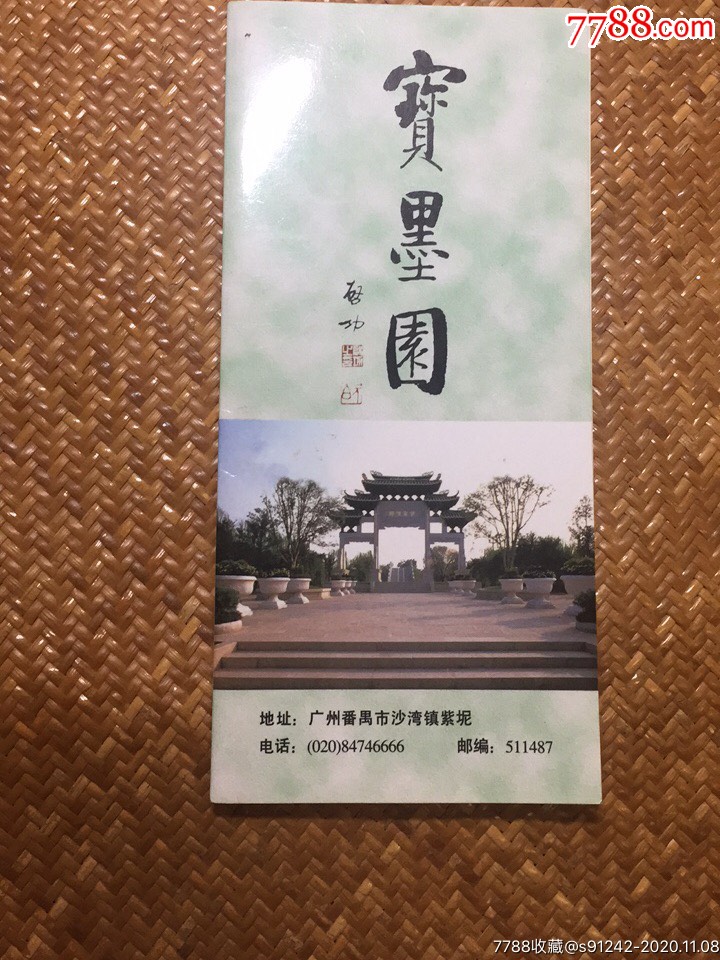 7788.com
寶墨園
啓功
地址：广州番禺市沙湾镇紫坭
电话：(020)84746666 邮编：511487
7788收藏@s91242-2020.11.08